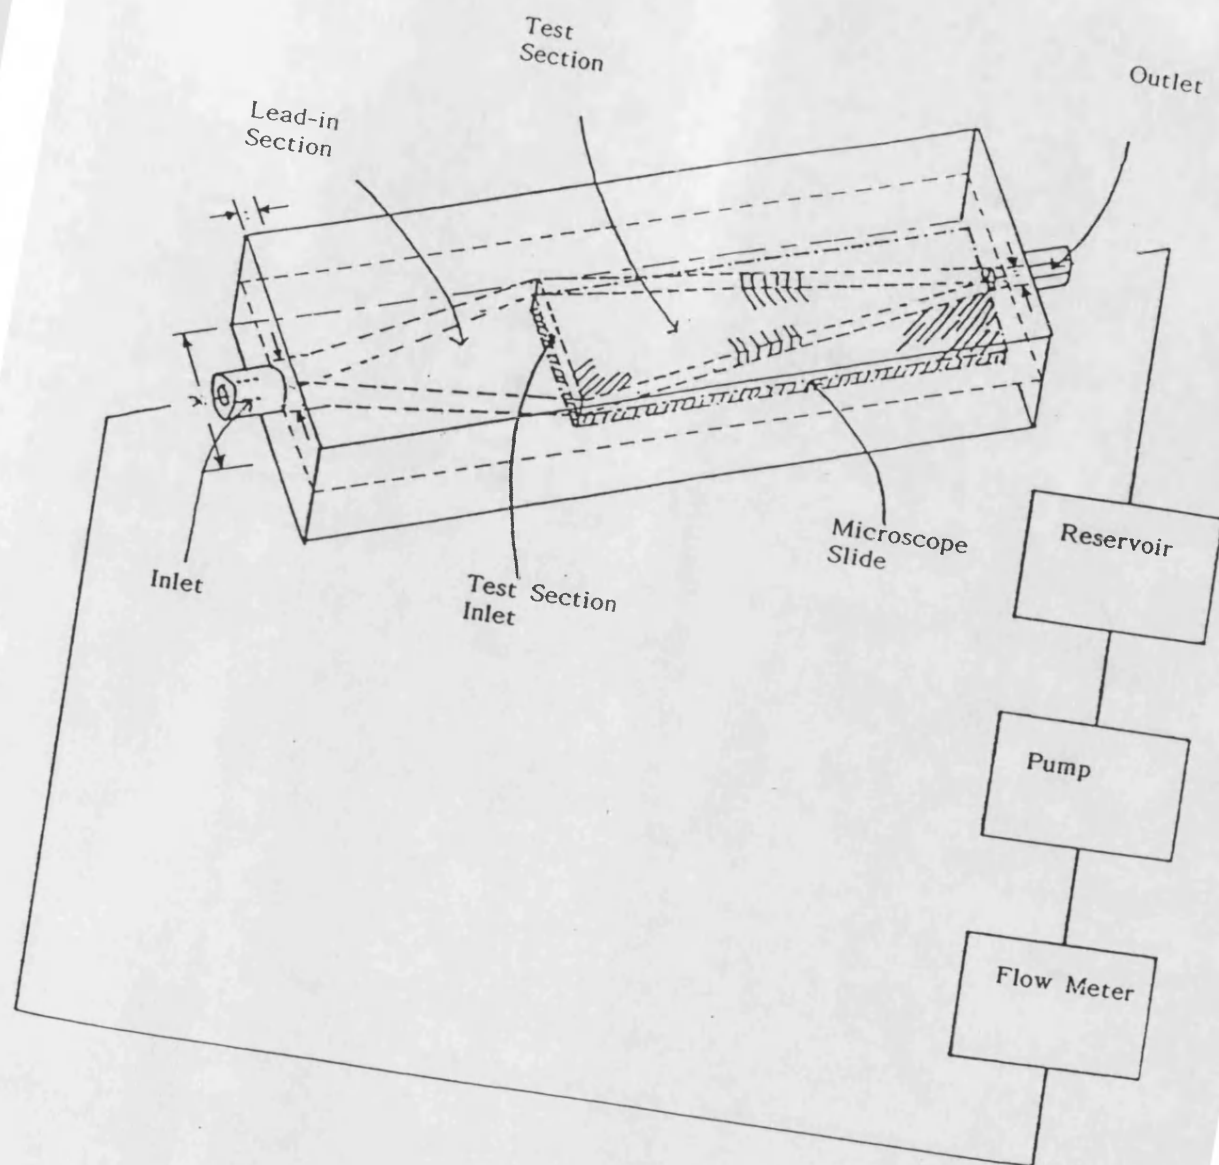 Test
Section
Outlet
Lead-in
Section
Reservoir
Microscope
Slide
Inlet
Test Section
Inlet
Pump
Flow Meter